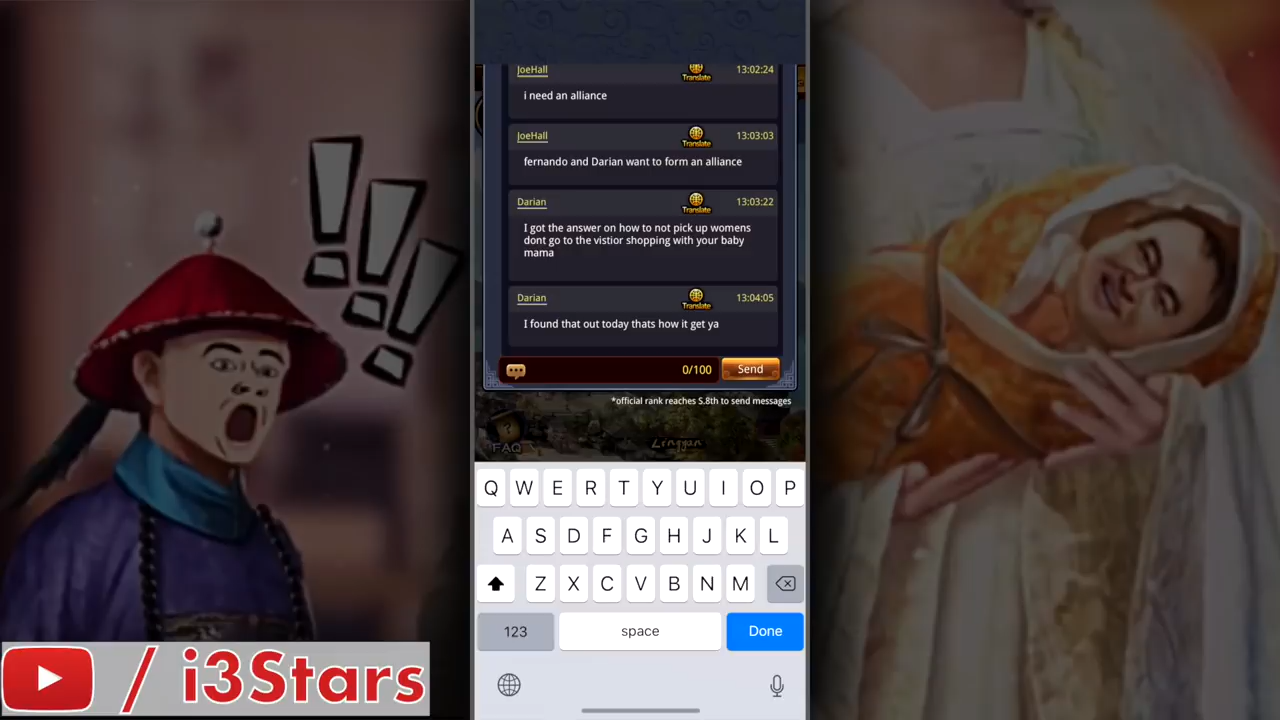 JoeHall
Translate
13:02:24
i need an alliance
JoeHall
Translate
13:03:03
fernando and Darian want to form an alliance
Darian
Translate
13:03:22
I got the answer on how to not pick up womens
dont go to the vistior shopping with your baby
mama
Darian
Translate
13:04:05
I found that out today thats how it get ya
0/100
Send
*official rank reaches S.8th to send messages
?
FAQ
Lingyan
!!!
Q W E R T Y U I O P
A S D F G H J K L
Z X C V B N M
123
space
Done
/ i3Stars